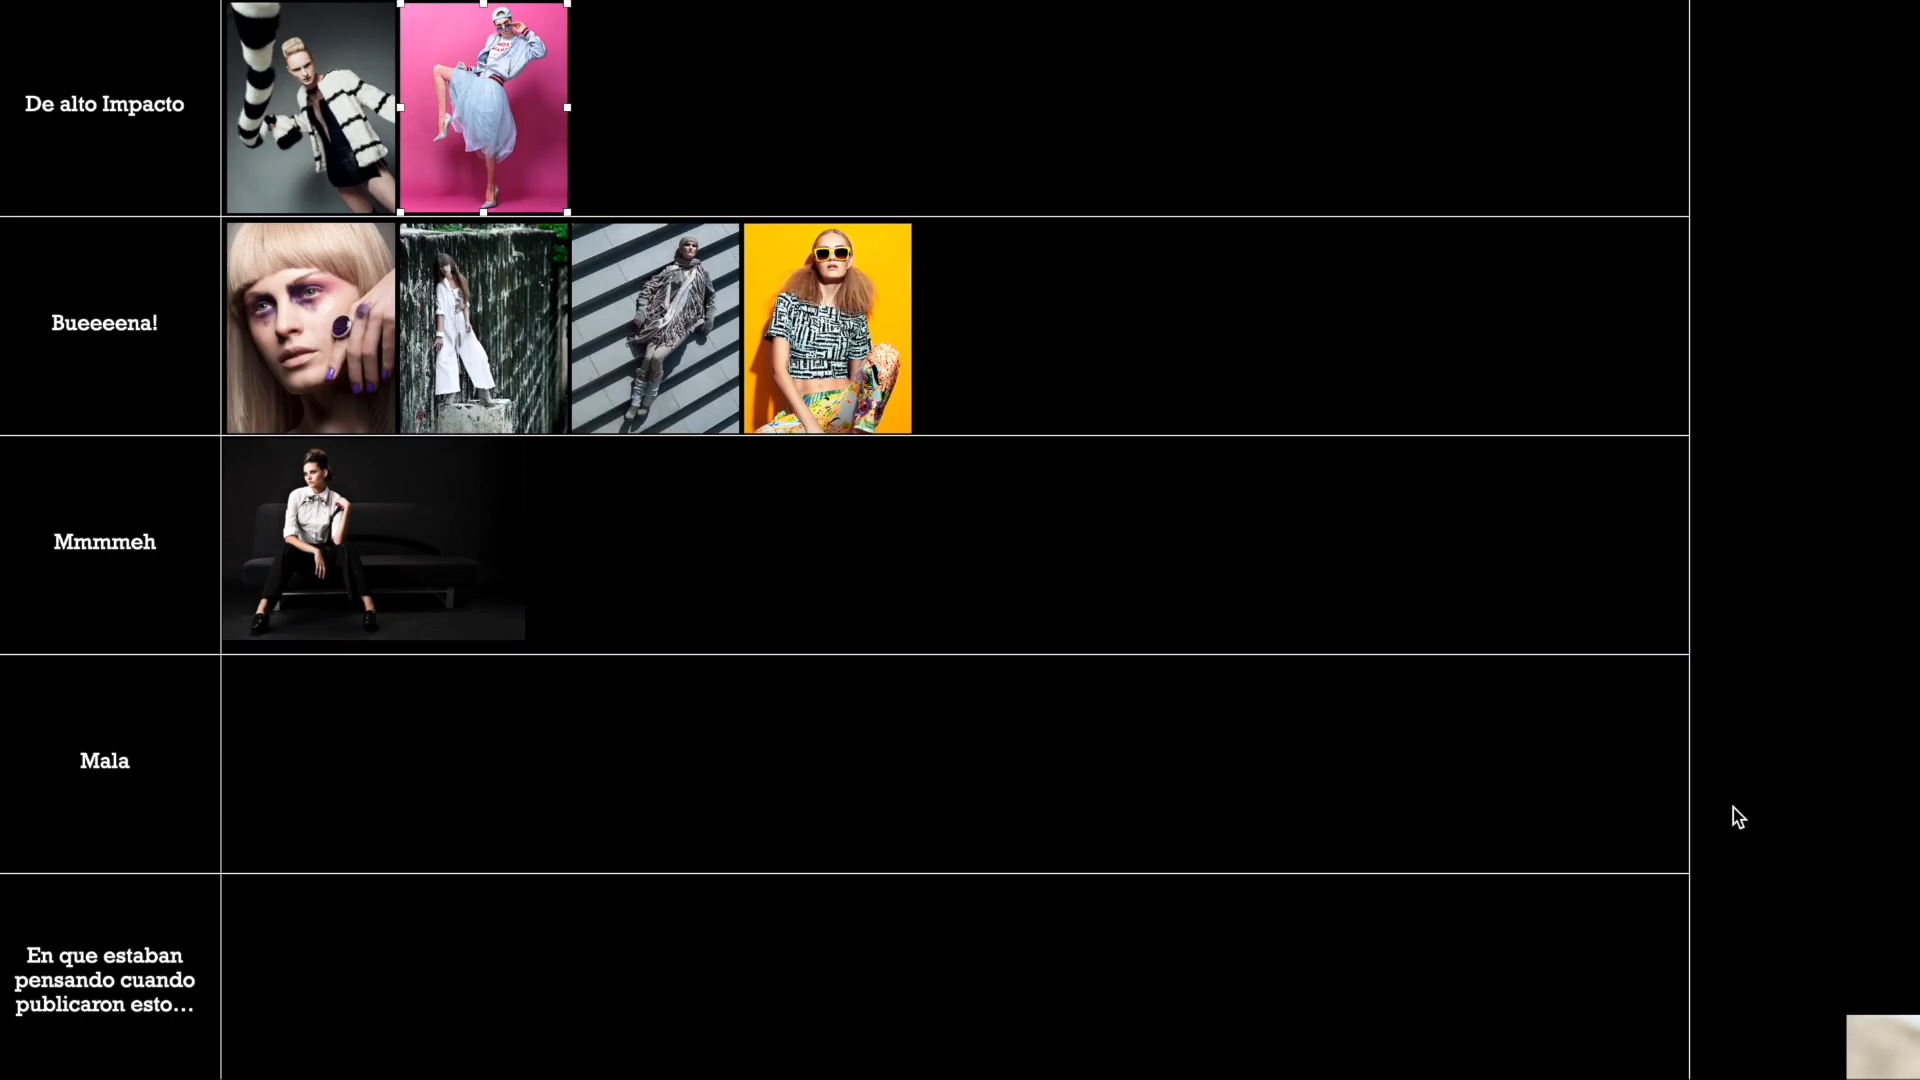 De alto Impacto
Bueeeena!
Mmmmeh
Mala
En que estaban
pensando cuando
publicaron esto...